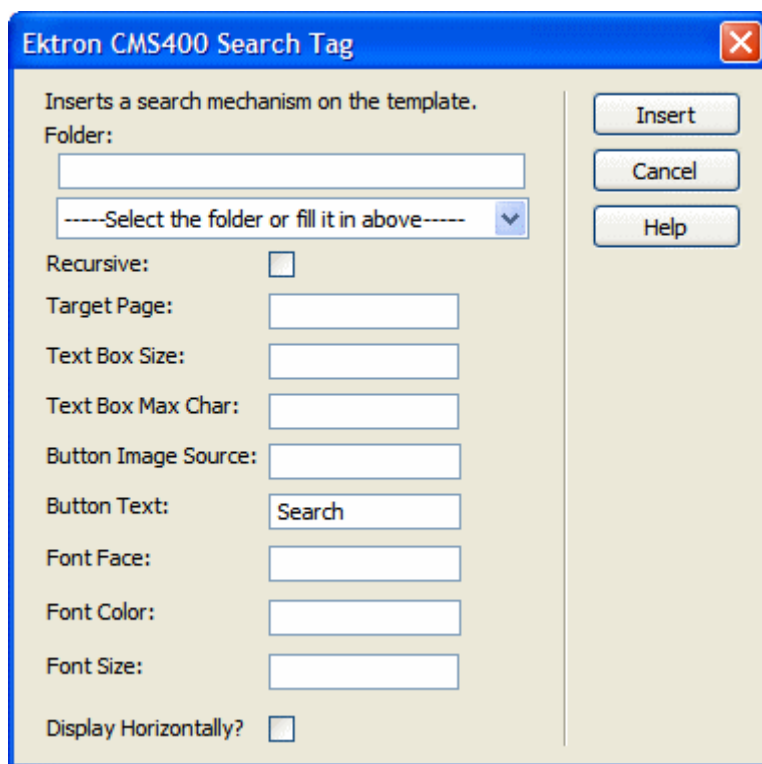 Ektron CMS400 Search Tag
Inserts a search mechanism on the template.
Folder:
-----Select the folder or fill it in above-----
Recursive:
Target Page:
Text Box Size:
Text Box Max Char:
Button Image Source:
Button Text: Search
Font Face:
Font Color:
Font Size:
Display Horizontally?
Insert
Cancel
Help